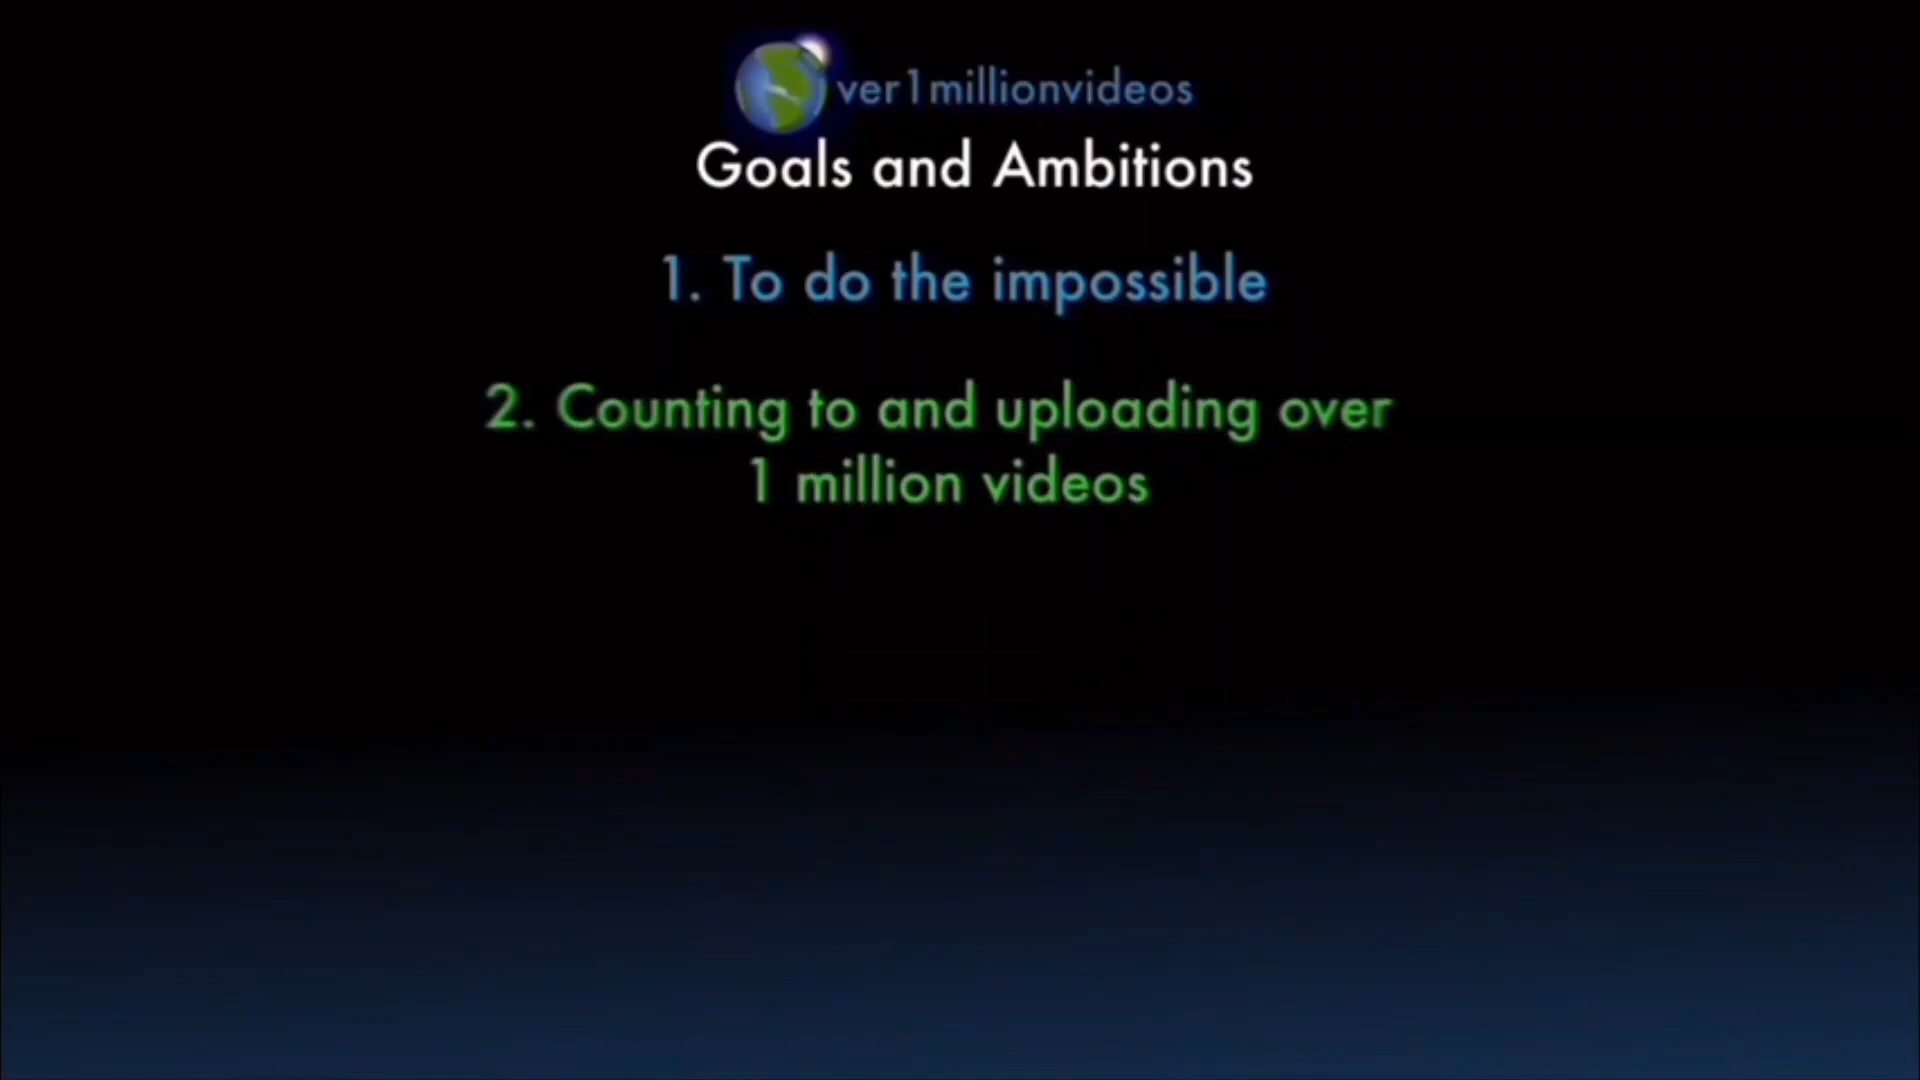 ver1millionvideos
Goals and Ambitions
1. To do the impossible
2. Counting to and uploading over
1 million videos